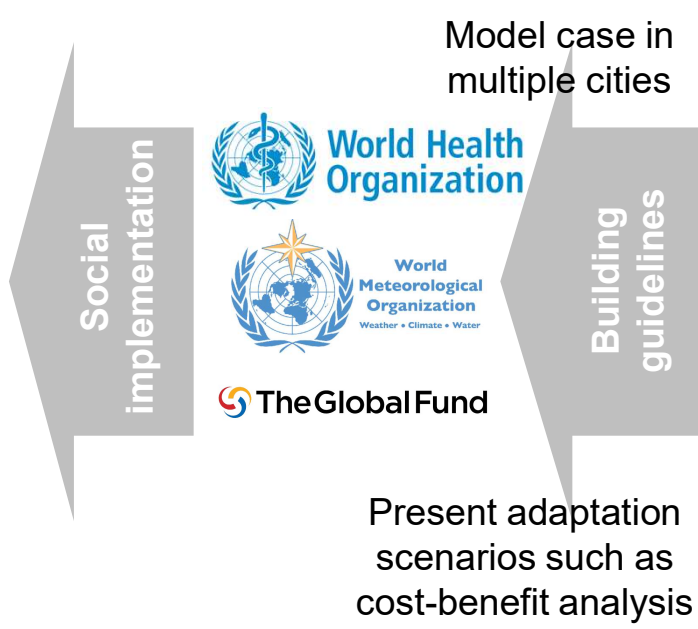 Model case in
multiple cities
World Health
Organization
World
Meteorological
Organization
Weather • Climate • Water
TheGlobalFund
Social
implementation
Building
guidelines
Present adaptation
scenarios such as
cost-benefit analysis